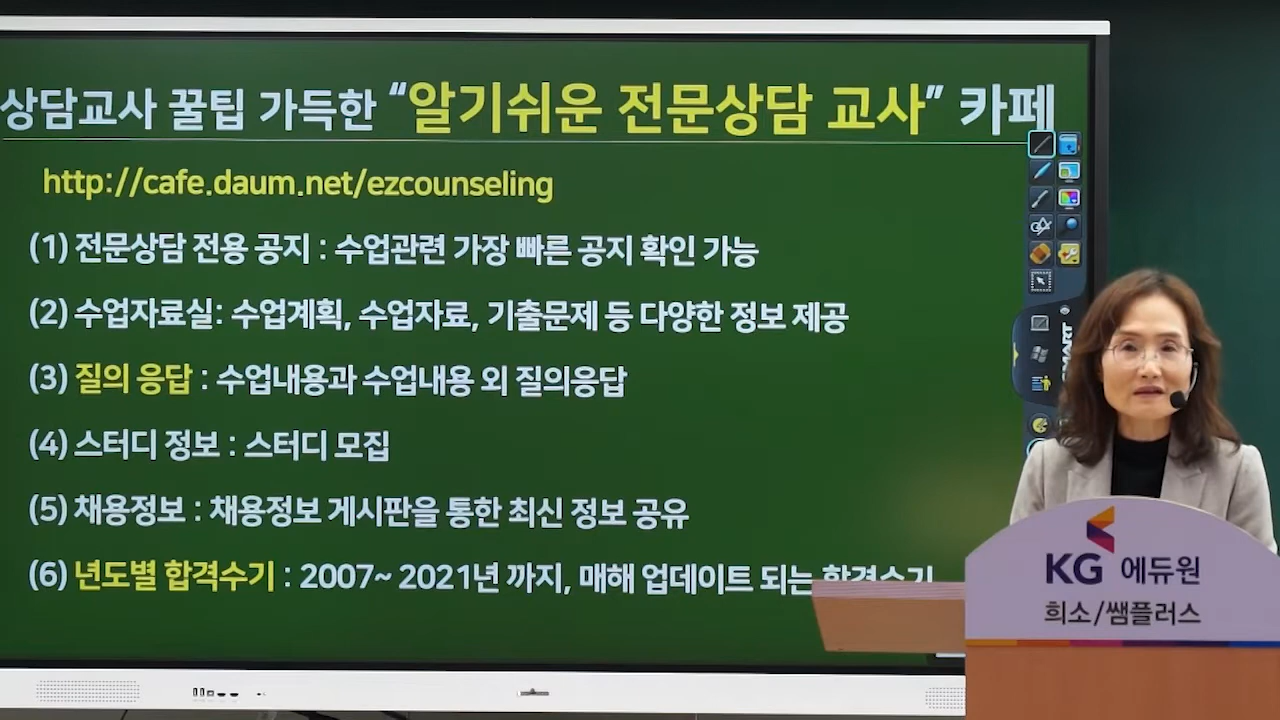 상담교사 꿀팁 가득한 “알기쉬운 전문상담 교사” 카페
http://cafe.daum.net/ezcounseling
(1) 전문상담 전용 공지 : 수업관련 가장 빠른 공지 확인 가능
(2) 수업자료실: 수업계획, 수업자료, 기출문제 등 다양한 정보 제공
(3) 질의 응답 : 수업내용과 수업내용 외 질의응답
(4) 스터디 정보 : 스터디 모집
(5) 채용정보 : 채용정보 게시판을 통한 최신 정보 공유
(6) 년도별 합격수기 : 2007~ 2021년 까지, 매해 업데이트 되는 합격수기
KG 에듀원
희소/쌤플러스